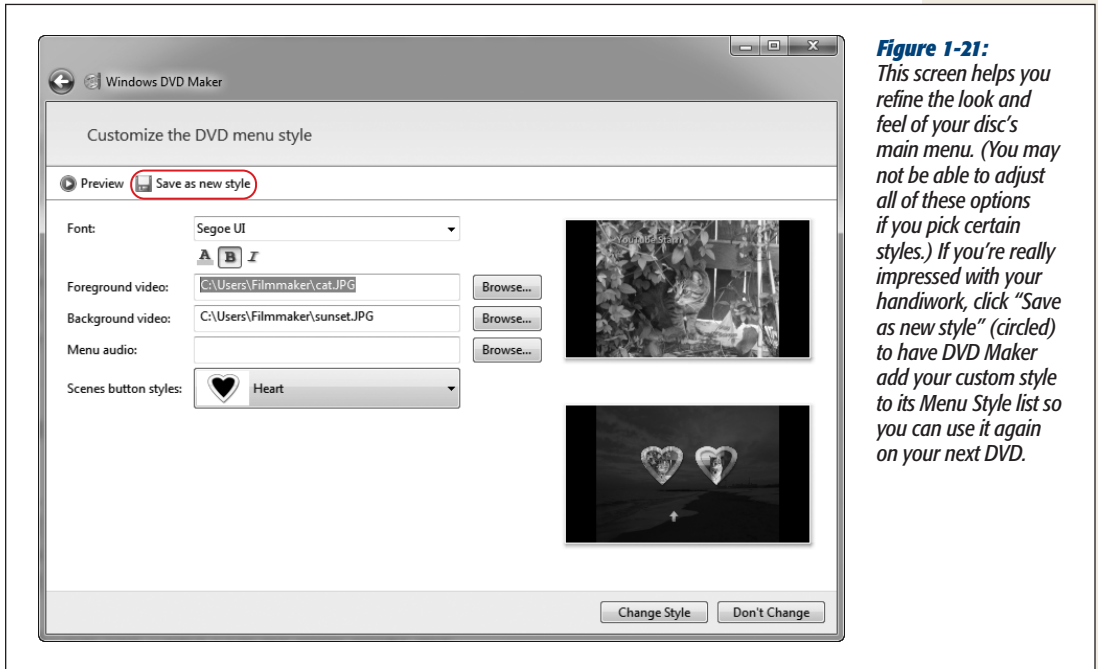 Windows DVD Maker
Customize the DVD menu style
Preview
Save as new style
Font:
Segoe UI
A B I
Foreground video:
C:\Users\Filmmaker\cat.JPG
Browse...
Background video:
C:\Users\Filmmaker\sunset.JPG
Browse...
Menu audio:
Browse...
Scenes button styles:
Heart
Change Style
Don't Change
Figure 1-21:
This screen helps you
refine the look and
feel of your disc's
main menu. (You may
not be able to adjust
all of these options
if you pick certain
styles.) If you're really
impressed with your
handiwork, click "Save
as new style" (circled)
to have DVD Maker
add your custom style
to its Menu Style list so
you can use it again
on your next DVD.